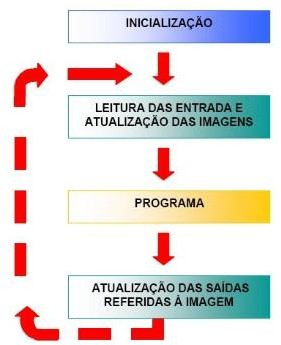 INICIALIZAÇÃO
LEITURA DAS ENTRADA E
ATUALIZAÇÃO DAS IMAGENS
PROGRAMA
ATUALIZAÇÃO DAS SAÍDAS
REFERIDAS À IMAGEM